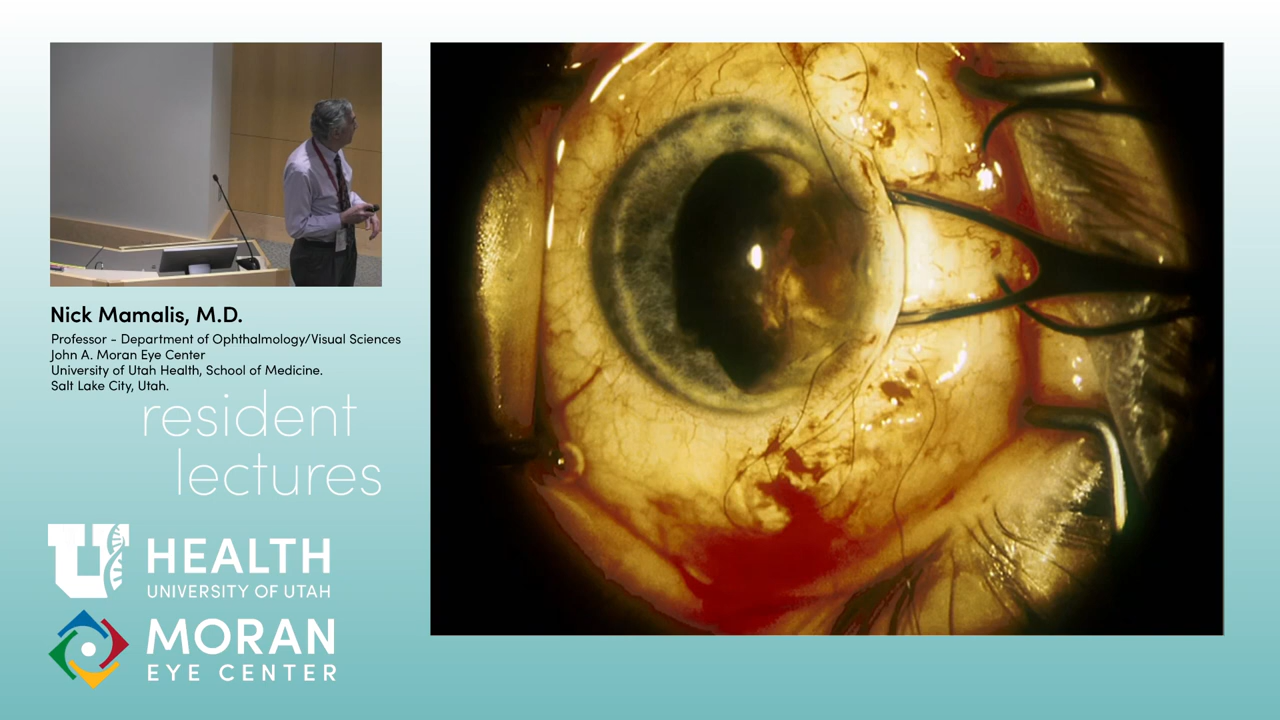 Nick Mamalis, M.D.
Professor - Department of Ophthalmology/Visual Sciences
John A. Moran Eye Center
University of Utah Health, School of Medicine.
Salt Lake City, Utah.
resident
lectures
U HEALTH
UNIVERSITY OF UTAH
MORAN
EYE CENTER